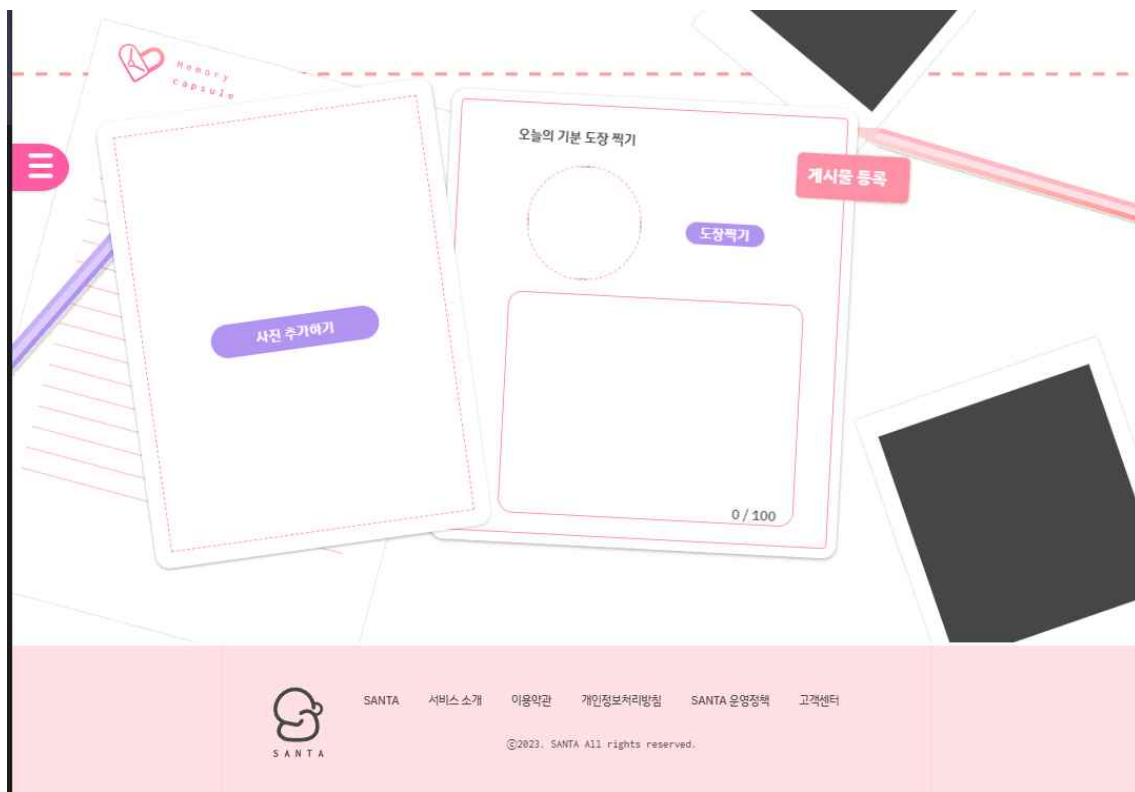 Memory
capsule
오늘의 기분 도장 찍기
게시물 등록
도장찍기
사진 추가하기
0 / 100
SANTA 서비스 소개 이용약관 개인정보처리방침 SANTA 운영정책 고객센터
SANTA
ⓒ2023. SANTA All rights reserved.